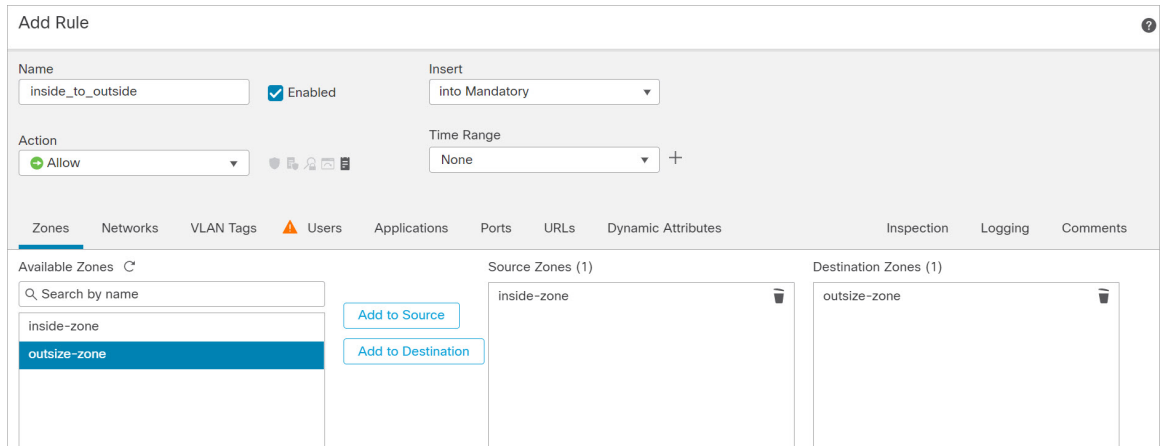 Add Rule
?
Name
Insert
inside_to_outside
Enabled
into Mandatory
Action
Time Range
Allow
None
Zones Networks VLAN Tags Users Applications Ports URLs Dynamic Attributes Inspection Logging Comments
Available Zones Source Zones (1) Destination Zones (1)
Search by name
inside-zone
outsize-zone
Add to Source
Add to Destination
inside-zone
outsize-zone